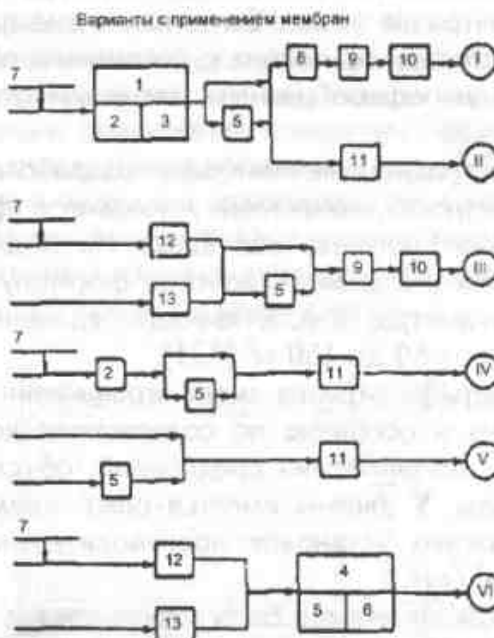 Варианты с применением мембран
7 1 2 3 5 8 9 10 I
11 II
7 12 13 5 9 10 III
7 2 5 11 IV
5 11 V
7 12 13 4 5 6 VI